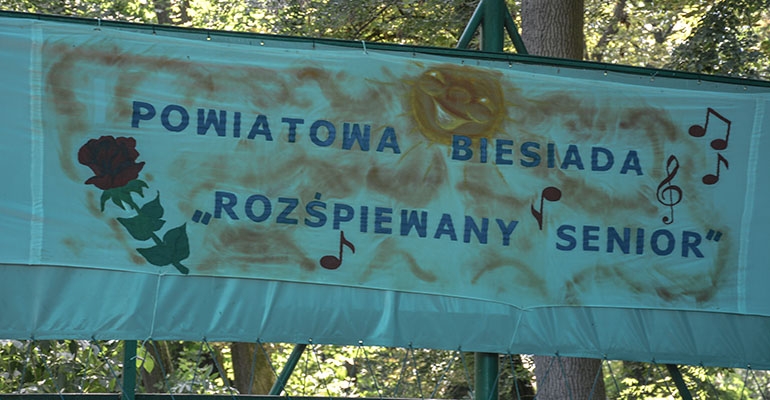 POWIATOWA BIESIADA
„ROZŚPIEWANY SENIOR”